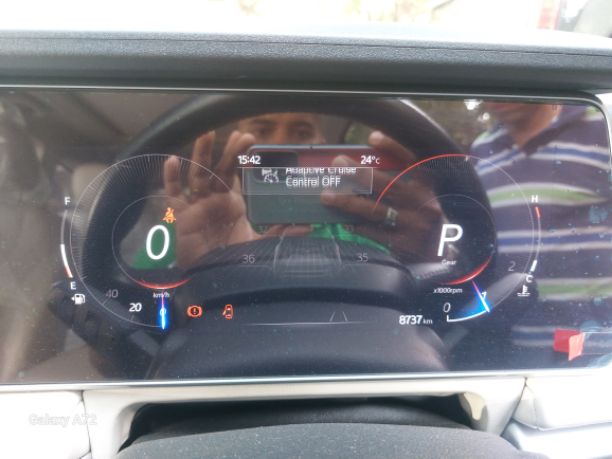 15:42 24°C
Adaptive Cruise
Control OFF
F H
0 P
Gear
36 35
E C
40 2
km/h x1000rpm
20 0 0
8737 km
Galaxy A72